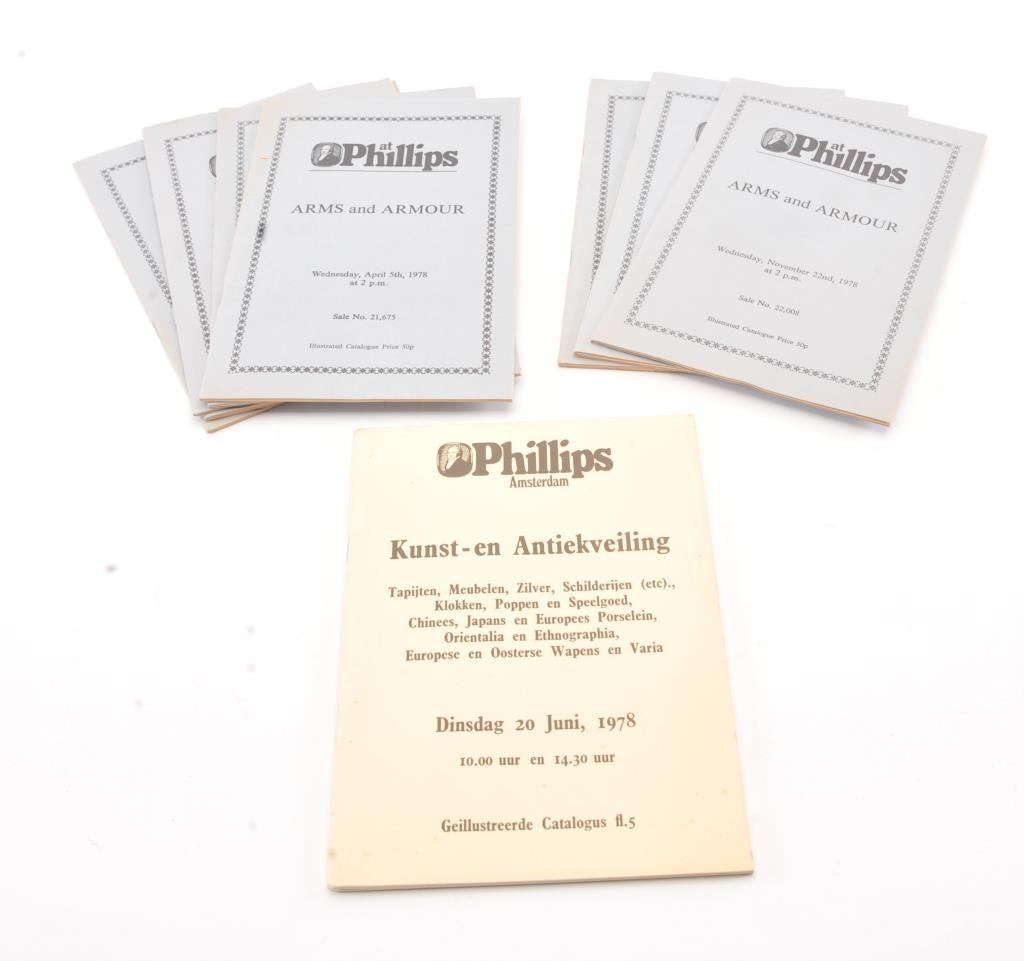 at
Phillips
ARMS and ARMOUR
Wednesday, April 5th, 1978
at 2 p.m.
Sale No. 21,675
Illustrated Catalogue Price 50p
at
Phillips
ARMS and ARMOUR
Wednesday, November 22nd, 1978
at 2 p.m.
Sale No. 22,008
Illustrated Catalogue Price 50p
Phillips
Amsterdam
Kunst-en Antiekveiling
Tapijten, Meubelen, Zilver, Schilderijen (etc).,
Klokken, Poppen en Speelgoed,
Chinees, Japans en Europees Porselein,
Orientalia en Ethnographia,
Europese en Oosterse Wapens en Varia
Dinsdag 20 Juni, 1978
10.00 uur en 14.30 uur
Geillustreerde Catalogus fl.5